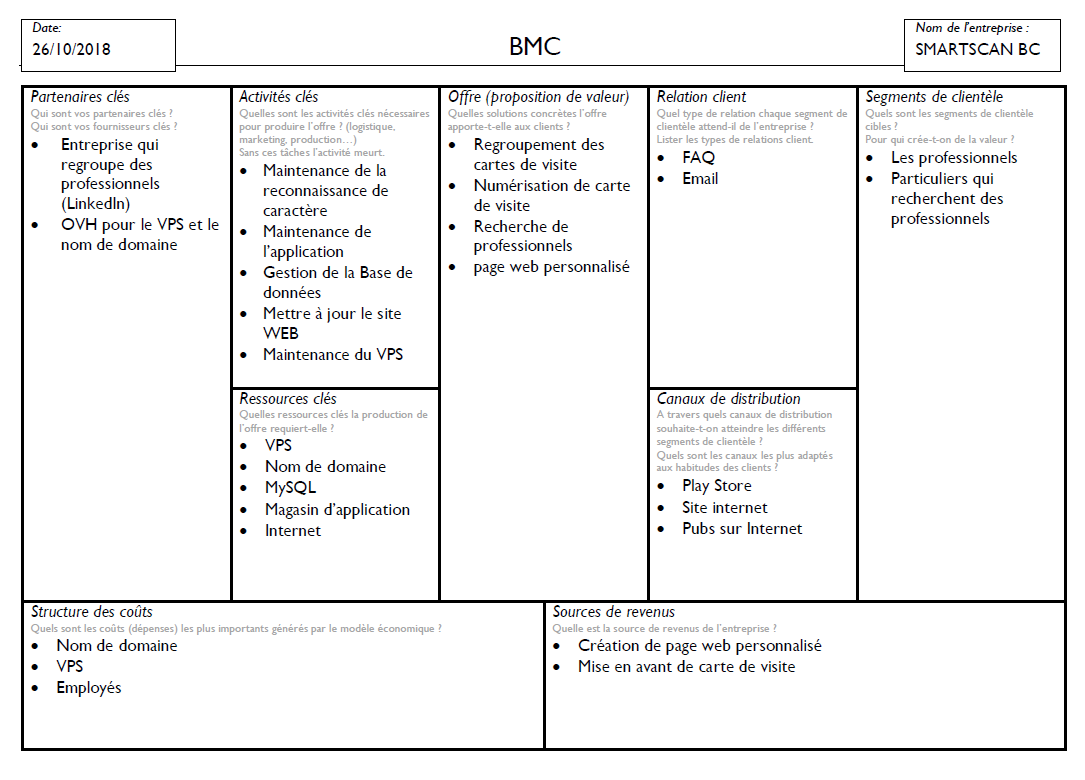 Date:
26/10/2018
BMC
Nom de l'entreprise :
SMARTSCAN BC
Partenaires clés
Qui sont vos partenaires clés ?
Qui sont vos fournisseurs clés ?
• Entreprise qui
regroupe des
professionnels
(LinkedIn)
• OVH pour le VPS et le
nom de domaine
Activités clés
Quelles sont les activités clés nécessaires
pour produire l'offre ? (logistique,
marketing, production…)
Sans ces tâches l'activité meurt.
• Maintenance de la
reconnaissance de
caractère
• Maintenance de
l'application
• Gestion de la Base de
données
• Mettre à jour le site
WEB
• Maintenance du VPS
Ressources clés
Quelles ressources clés la production de
l'offre requiert-elle ?
• VPS
• Nom de domaine
• MySQL
• Magasin d'application
• Internet
Offre (proposition de valeur)
Quelles solutions concrètes l'offre
apporte-t-elle aux clients ?
• Regroupement des
cartes de visite
• Numérisation de carte
de visite
• Recherche de
professionnels
• page web personnalisé
Relation client
Quel type de relation chaque segment de
clientèle attend-il de l'entreprise ?
Lister les types de relations client.
• FAQ
• Email
Canaux de distribution
A travers quels canaux de distribution
souhaite-t-on atteindre les différents
segments de clientèle ?
Quels sont les canaux les plus adaptés
aux habitudes des clients ?
• Play Store
• Site internet
• Pubs sur Internet
Segments de clientèle
Quels sont les segments de clientèle
cibles ?
Pour qui crée-t-on de la valeur ?
• Les professionnels
• Particuliers qui
recherchent des
professionnels
Structure des coûts
Quels sont les coûts (dépenses) les plus importants générés par le modèle économique ?
• Nom de domaine
• VPS
• Employés
Sources de revenus
Quelle est la source de revenus de l'entreprise ?
• Création de page web personnalisé
• Mise en avant de carte de visite